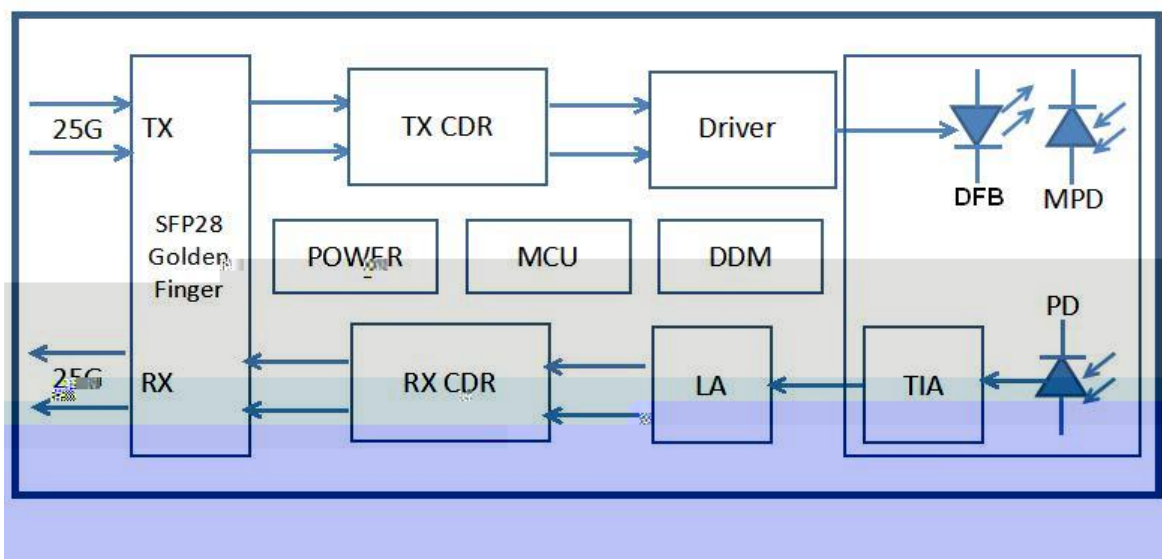 25G
TX
TX CDR
Driver
DFB
MPD
SFP28
Golden
Finger
POWER
MCU
DDM
PD
25G
RX
RX CDR
LA
TIA